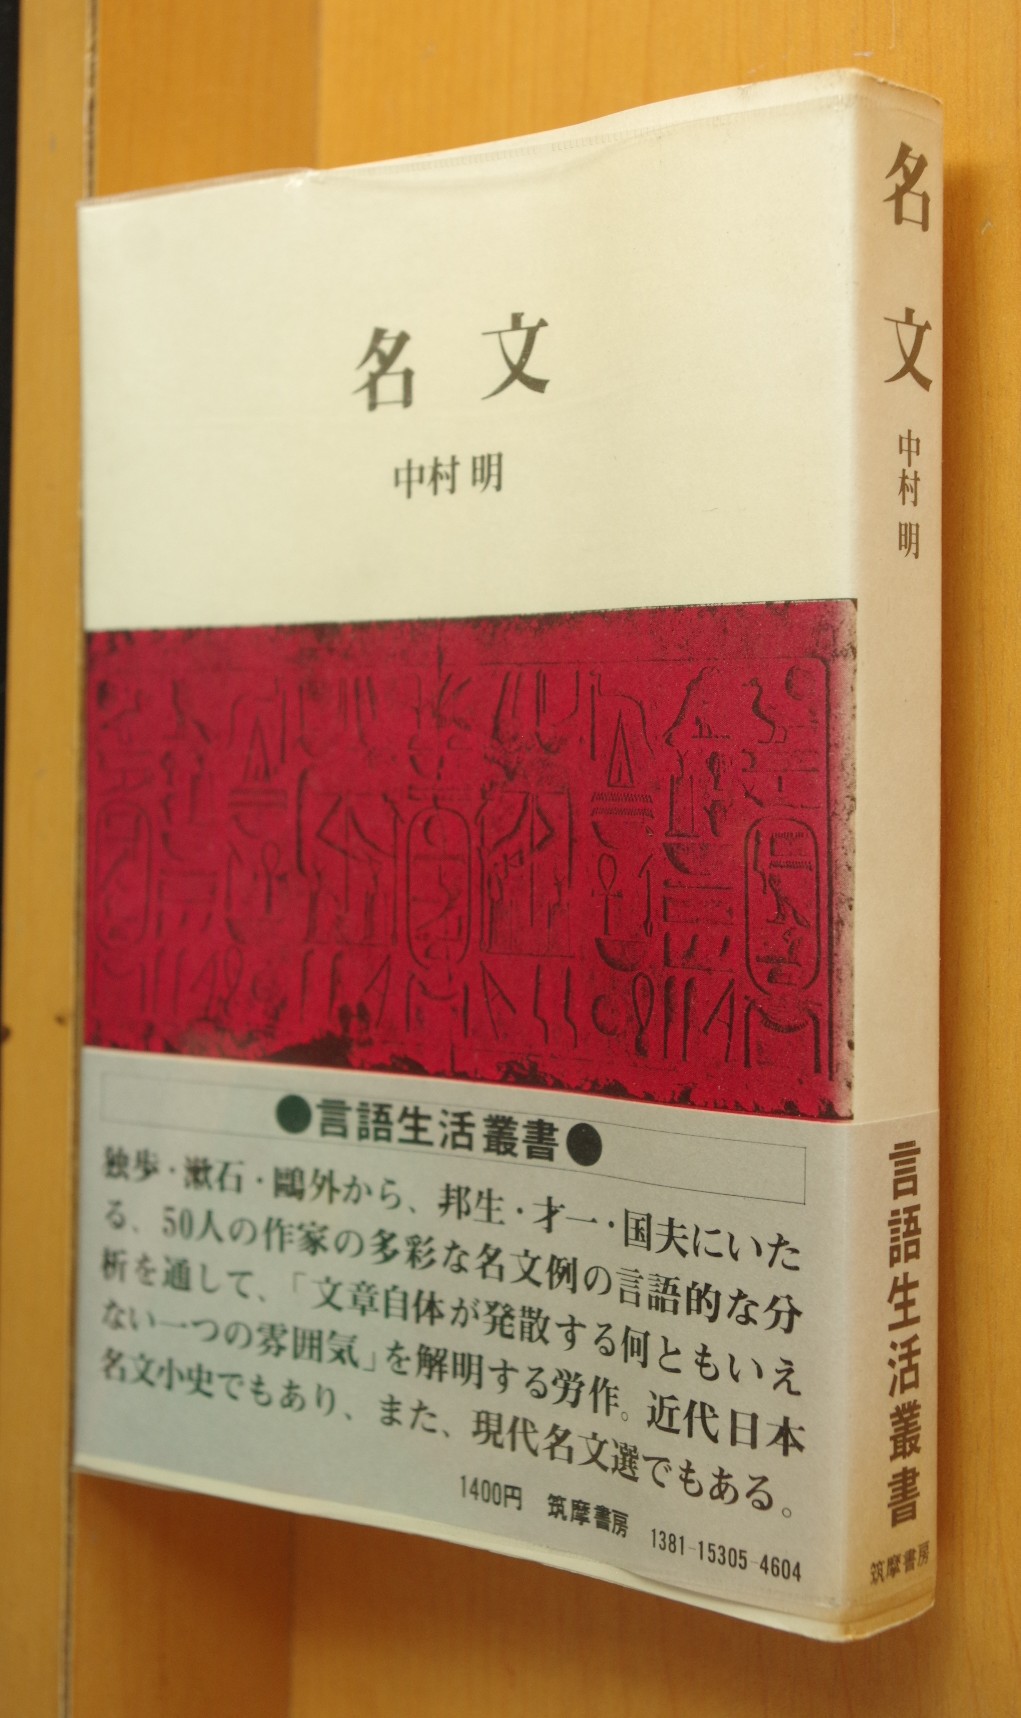 名文
中村明
●言語生活叢書●
独歩・漱石・鷗外から、邦生・才一・国夫にいた
る、50人の作家の多彩な名文例の言語的な分
析を通して、「文章自体が発散する何ともいえ
ない一つの雰囲気」を解明する労作。近代日本
名文小史でもあり、また、現代名文選でもある。
1400円 筑摩書房 1381-15305-4604
名文
中村明
言語生活叢書
筑摩書房